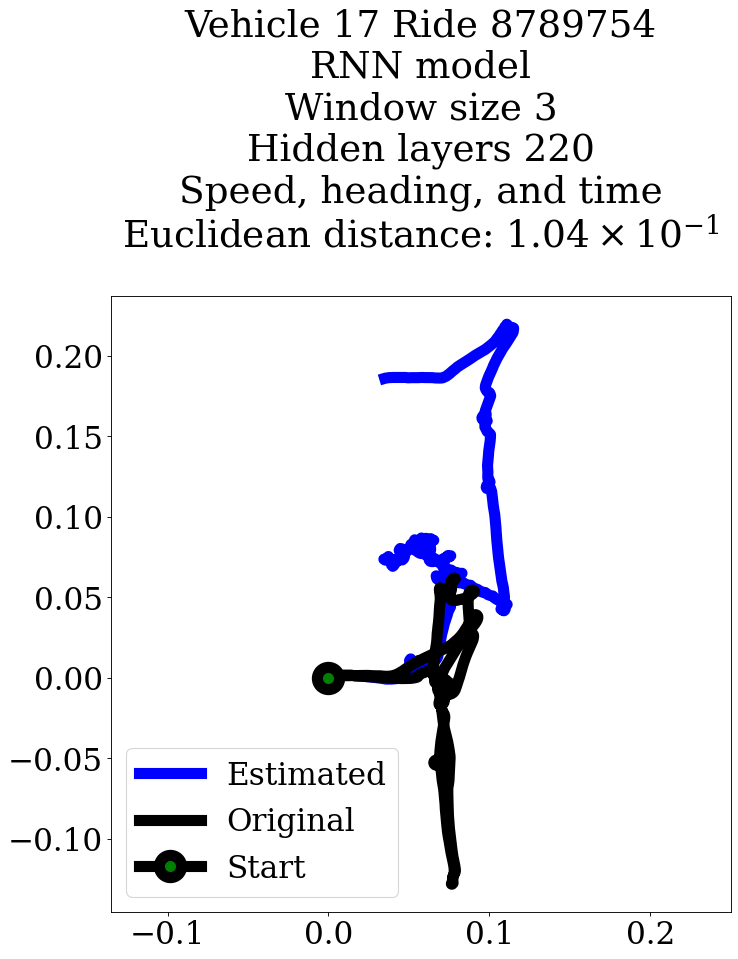 Vehicle 17 Ride 8789754
RNN model
Window size 3
Hidden layers 220
Speed, heading, and time
Euclidean distance: 1.04 × 10⁻¹
0.20
0.15
0.10
0.05
0.00
−0.05
−0.10
Estimated
Original
Start
−0.1 0.0 0.1 0.2